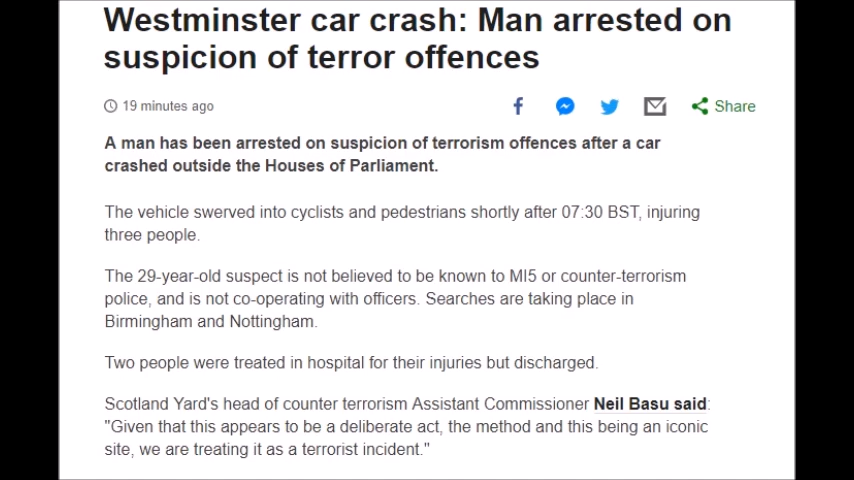 Westminster car crash: Man arrested on
suspicion of terror offences
19 minutes ago
Share
A man has been arrested on suspicion of terrorism offences after a car
crashed outside the Houses of Parliament.
The vehicle swerved into cyclists and pedestrians shortly after 07:30 BST, injuring
three people.
The 29-year-old suspect is not believed to be known to MI5 or counter-terrorism
police, and is not co-operating with officers. Searches are taking place in
Birmingham and Nottingham.
Two people were treated in hospital for their injuries but discharged.
Scotland Yard's head of counter terrorism Assistant Commissioner Neil Basu said:
"Given that this appears to be a deliberate act, the method and this being an iconic
site, we are treating it as a terrorist incident."